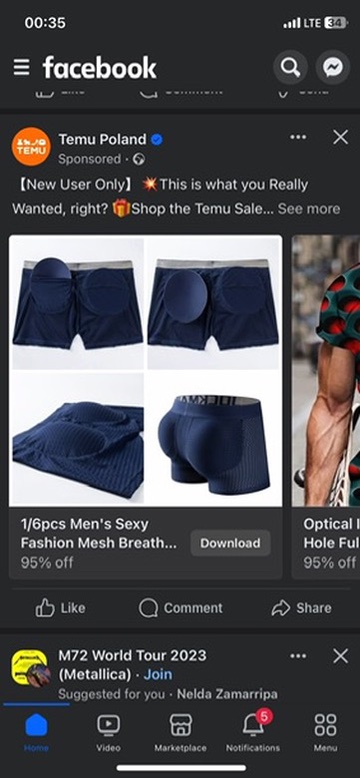 00:35
LTE 34
facebook
Like Comment Send
TEMU
Temu Poland
Sponsored ·
【New User Only】 💥This is what you Really
Wanted, right? 🎁Shop the Temu Sale... See more
1/6pcs Men's Sexy
Fashion Mesh Breath...
95% off
Download
Optical I
Hole Ful
95% off
Like Comment Share
M72 World Tour 2023
(Metallica) · Join
Suggested for you · Nelda Zamarripa
5
Home Video Marketplace Notifications Menu